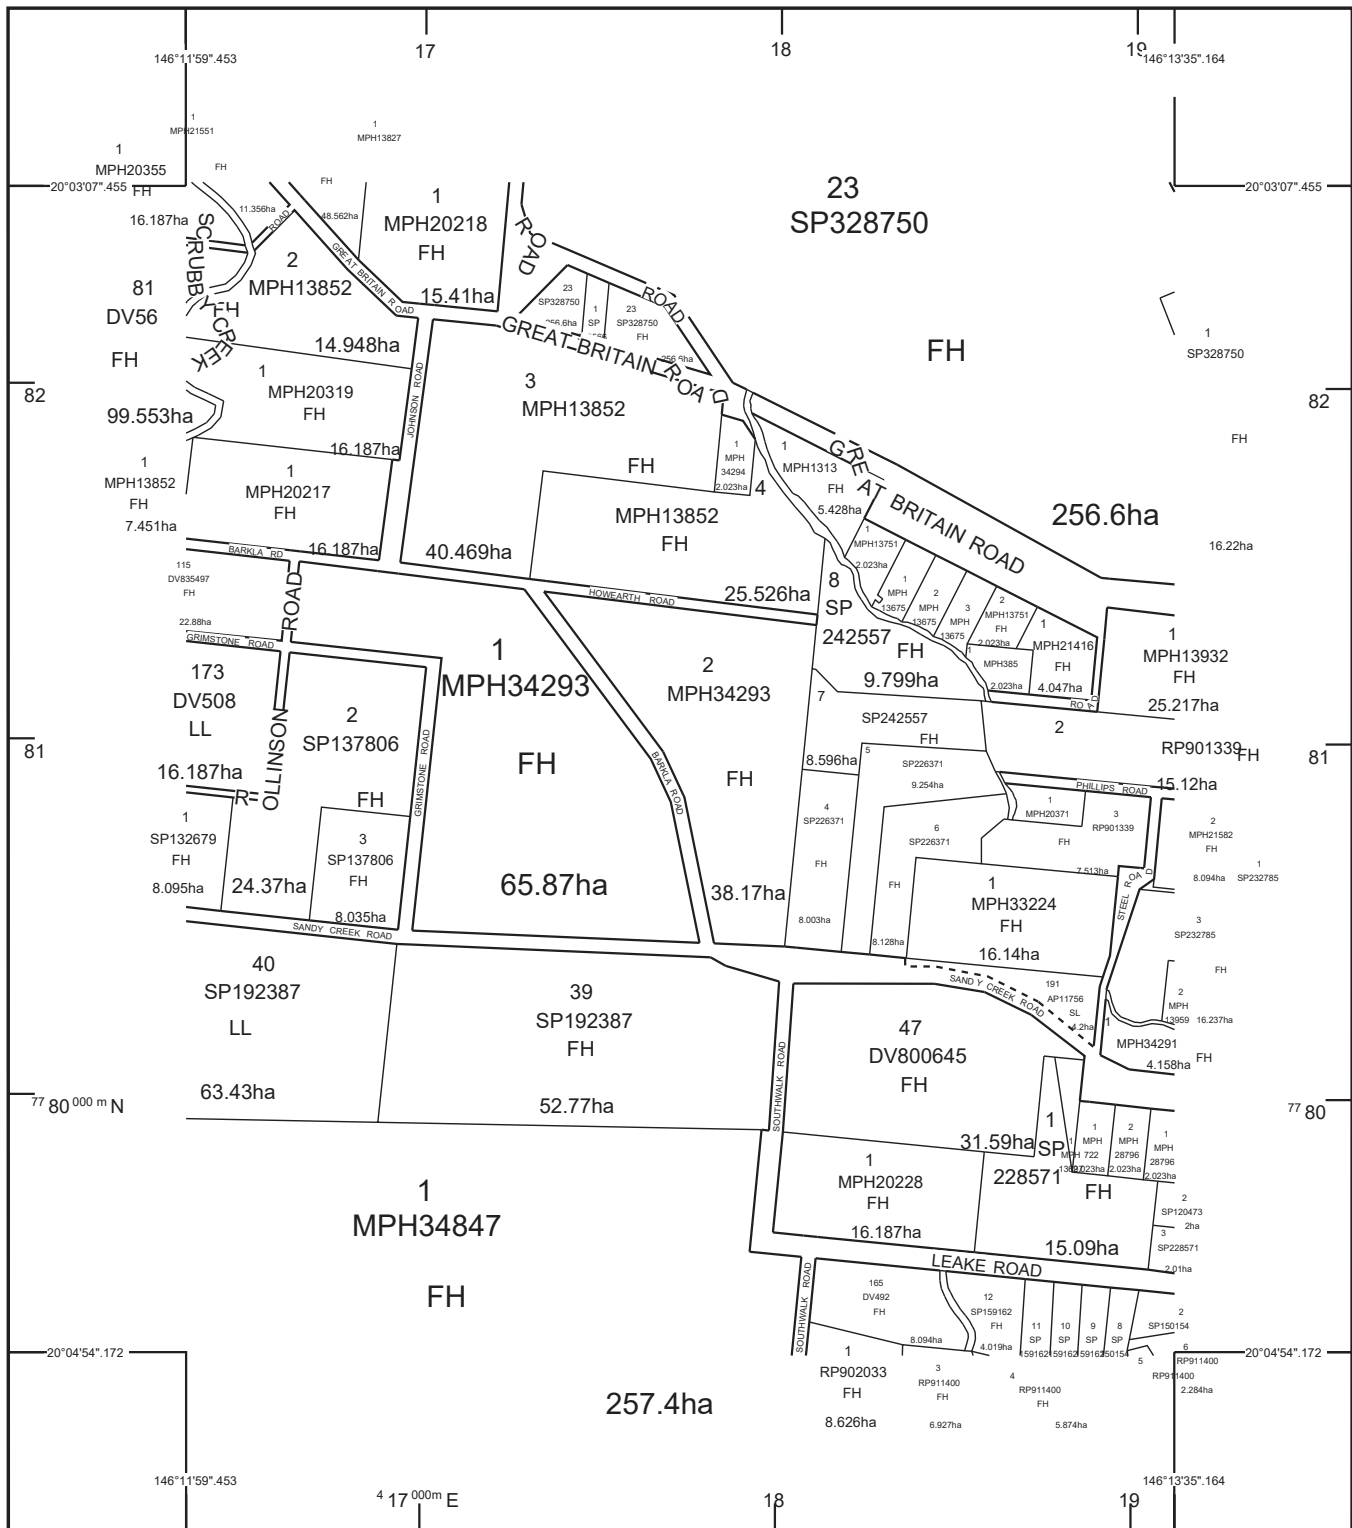 17
18
19
146°11'59".453
146°13'35".164
1
MPH21551
FH
11.356ha
1
MPH13827
FH
48.562ha
1
MPH20355
FH
16.187ha
20°03'07".455
20°03'07".455
23
SP328750
FH
256.6ha
1
MPH20218
FH
15.41ha
ROAD
ROAD
SCRUBBY CREEK
2
MPH13852
FH
14.948ha
GREAT BRITAIN ROAD
81
DV56
FH
99.553ha
23
SP328750
256.6ha
1
SP
23
SP328750
FH
ROAD
GREAT BRITAIN ROAD
ROAD
1
SP328750
FH
16.22ha
82
82
1
MPH20319
FH
16.187ha
JOHNSON ROAD
3
MPH13852
FH
40.469ha
1
MPH
34294
2.023ha
1
MPH1313
FH
5.428ha
GREAT BRITAIN ROAD
1
MPH13852
FH
7.451ha
1
MPH20217
FH
16.187ha
4
MPH13852
FH
25.526ha
BARKLA RD
115
DV835497
FH
22.88ha
ROAD
HOWEARTH ROAD
8
SP
242557
FH
9.799ha
1
MPH13751
2.023ha
1
MPH
13675
2
MPH
13675
3
MPH
13675
2
MPH13751
FH
2.023ha
1
MPH21416
FH
4.047ha
1
MPH385
2.023ha
ROAD
1
MPH13932
FH
25.217ha
GRIMSTONE ROAD
173
DV508
LL
16.187ha
ROLLINSON
2
SP137806
FH
24.37ha
GRIMSTONE ROAD
1
MPH34293
FH
65.87ha
2
MPH34293
FH
38.17ha
BARKLA ROAD
7
SP242557
FH
8.596ha
2
RP901339
FH
15.12ha
81
81
5
SP226371
9.254ha
PHILLIPS ROAD
1
SP132679
FH
8.095ha
3
SP137806
FH
8.035ha
4
SP226371
FH
8.003ha
6
SP226371
FH
8.128ha
1
MPH20371
3
RP901339
FH
7.513ha
2
MPH21582
FH
8.094ha
1
SP232785
1
MPH33224
FH
16.14ha
STEEL ROAD
3
SP232785
FH
16.237ha
SANDY CREEK ROAD
SANDY CREEK ROAD
40
SP192387
LL
63.43ha
39
SP192387
FH
52.77ha
191
AP11756
SL
4.2ha
2
MPH
13959
1
MPH34291
FH
4.158ha
SOUTHWALK ROAD
47
DV800645
FH
31.59ha
77 80 000 m N
77 80
1
SP
228571
FH
15.09ha
1
MPH
1
MPH
722
2.023ha
2
MPH
28796
2.023ha
1
MPH
28796
2.023ha
1
MPH20228
FH
16.187ha
2
SP120473
2ha
3
SP228571
2.01ha
1
MPH34847
FH
257.4ha
LEAKE ROAD
SOUTHWALK ROAD
165
DV492
FH
8.094ha
12
SP159162
FH
4.019ha
11
SP
159162
10
SP
159162
9
SP
159162
8
SP
150154
2
SP150154
20°04'54".172
20°04'54".172
1
RP902033
FH
8.626ha
3
RP911400
FH
6.927ha
4
RP911400
FH
5.874ha
5
RP911400
6
RP911400
2.284ha
146°11'59".453
146°13'35".164
4 17 000m E
18
19